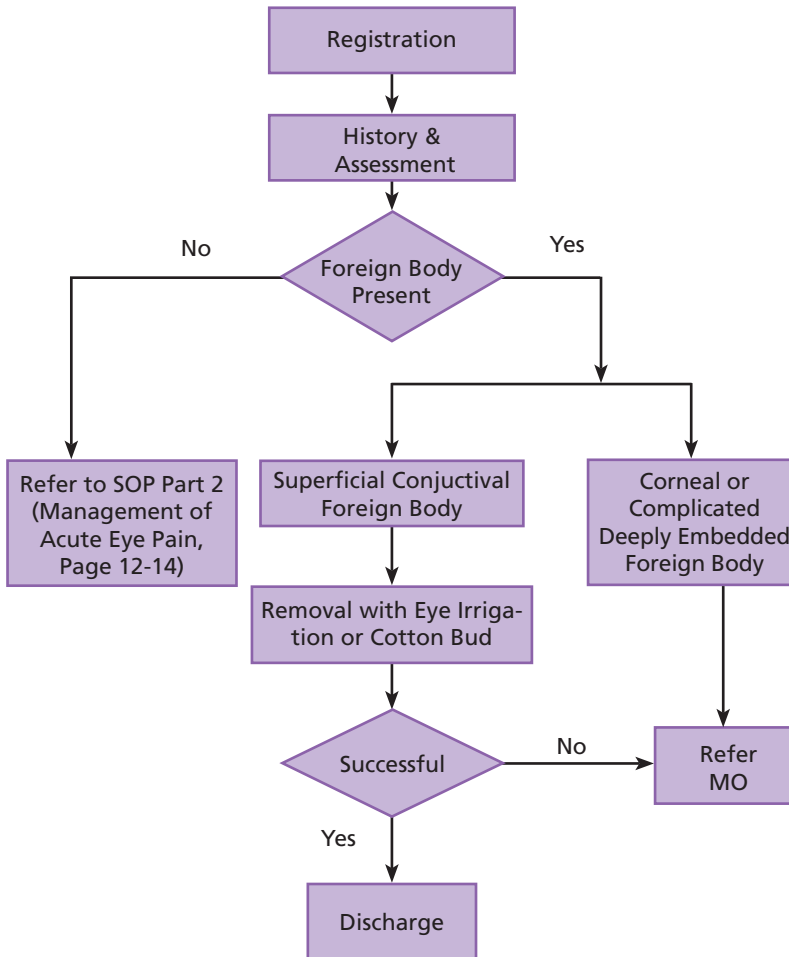 Registration
History &
Assessment
No
Yes
Foreign Body
Present
Refer to SOP Part 2
(Management of
Acute Eye Pain,
Page 12-14)
Superficial Conjuctival
Foreign Body
Corneal or
Complicated
Deeply Embedded
Foreign Body
Removal with Eye Irriga-
tion or Cotton Bud
Successful
No
Refer
MO
Yes
Discharge